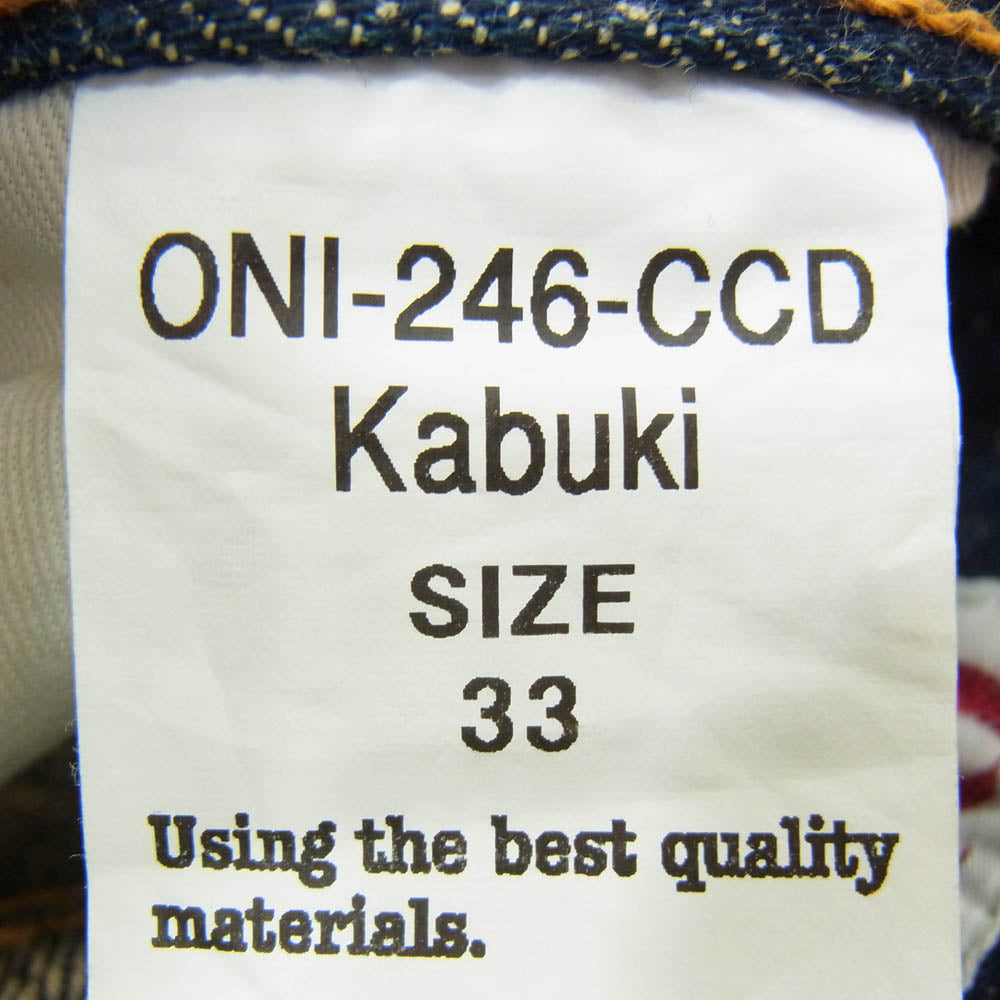 ONI-246-CCD
Kabuki
SIZE
33
Using the best quality
materials.